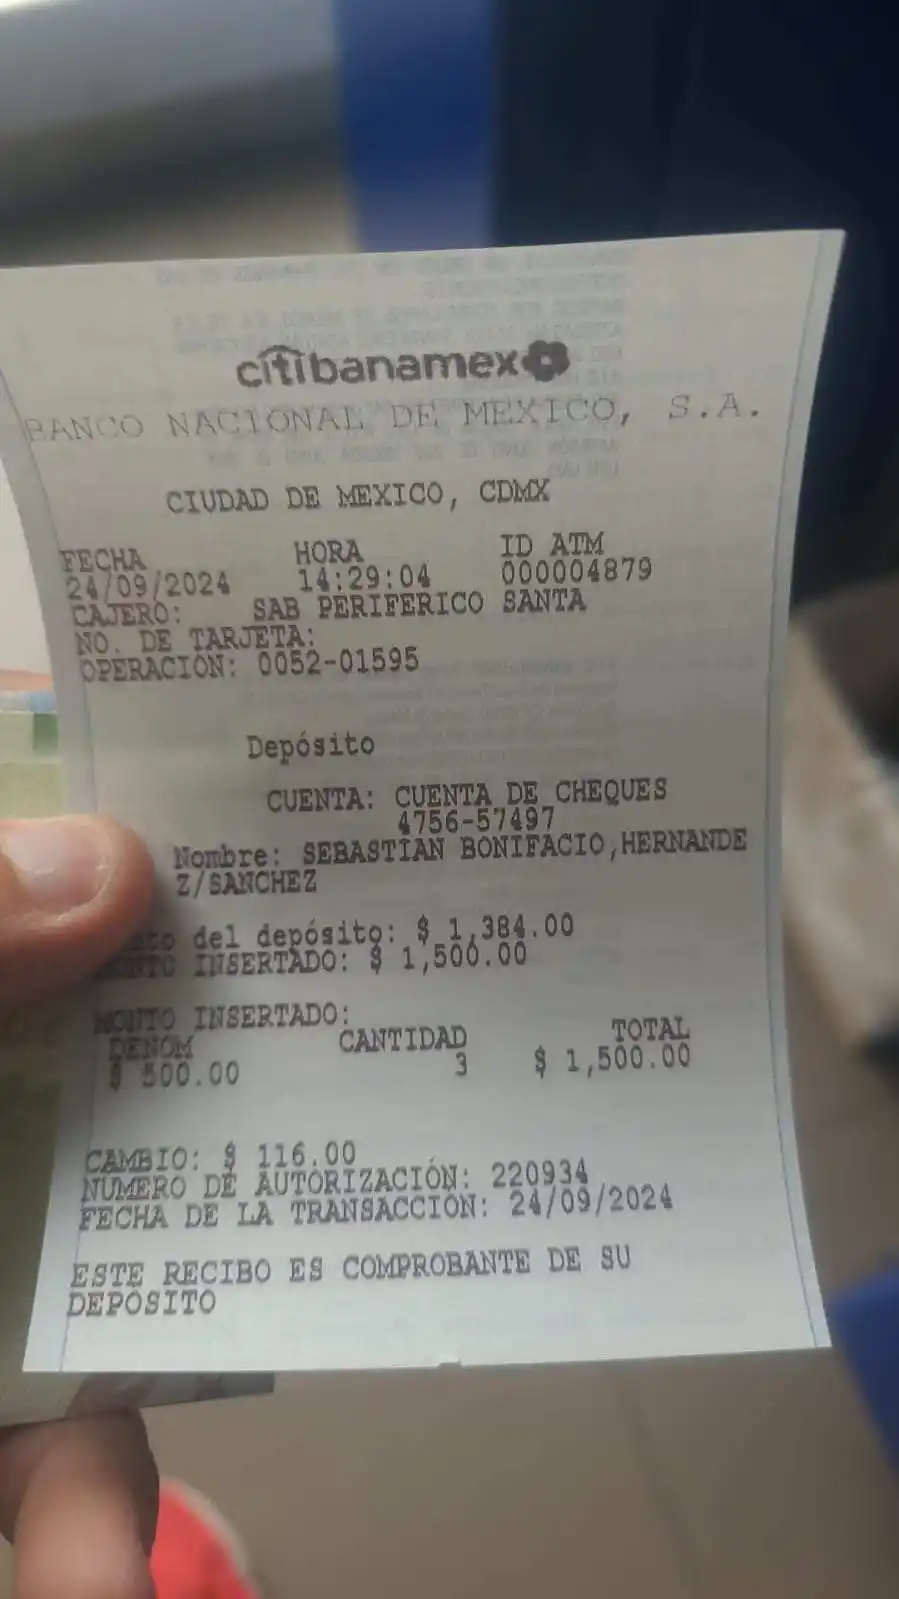 citibanamex
BANCO NACIONAL DE MEXICO, S.A.
CIUDAD DE MEXICO, CDMX
FECHA HORA ID ATM
24/09/2024 14:29:04 000004879
CAJERO: SAB PERIFERICO SANTA
NO. DE TARJETA:
OPERACIÓN: 0052-01595
Depósito
CUENTA: CUENTA DE CHEQUES
4756-57497
Nombre: SEBASTIAN BONIFACIO,HERNANDE
Z/SANCHEZ
del depósito: $ 1,384.00
MONTO INSERTADO: $ 1,500.00
MONTO INSERTADO:
DENOM CANTIDAD TOTAL
$ 500.00 3 $ 1,500.00
CAMBIO: $ 116.00
NUMERO DE AUTORIZACIÓN: 220934
FECHA DE LA TRANSACCIÓN: 24/09/2024
ESTE RECIBO ES COMPROBANTE DE SU
DEPÓSITO